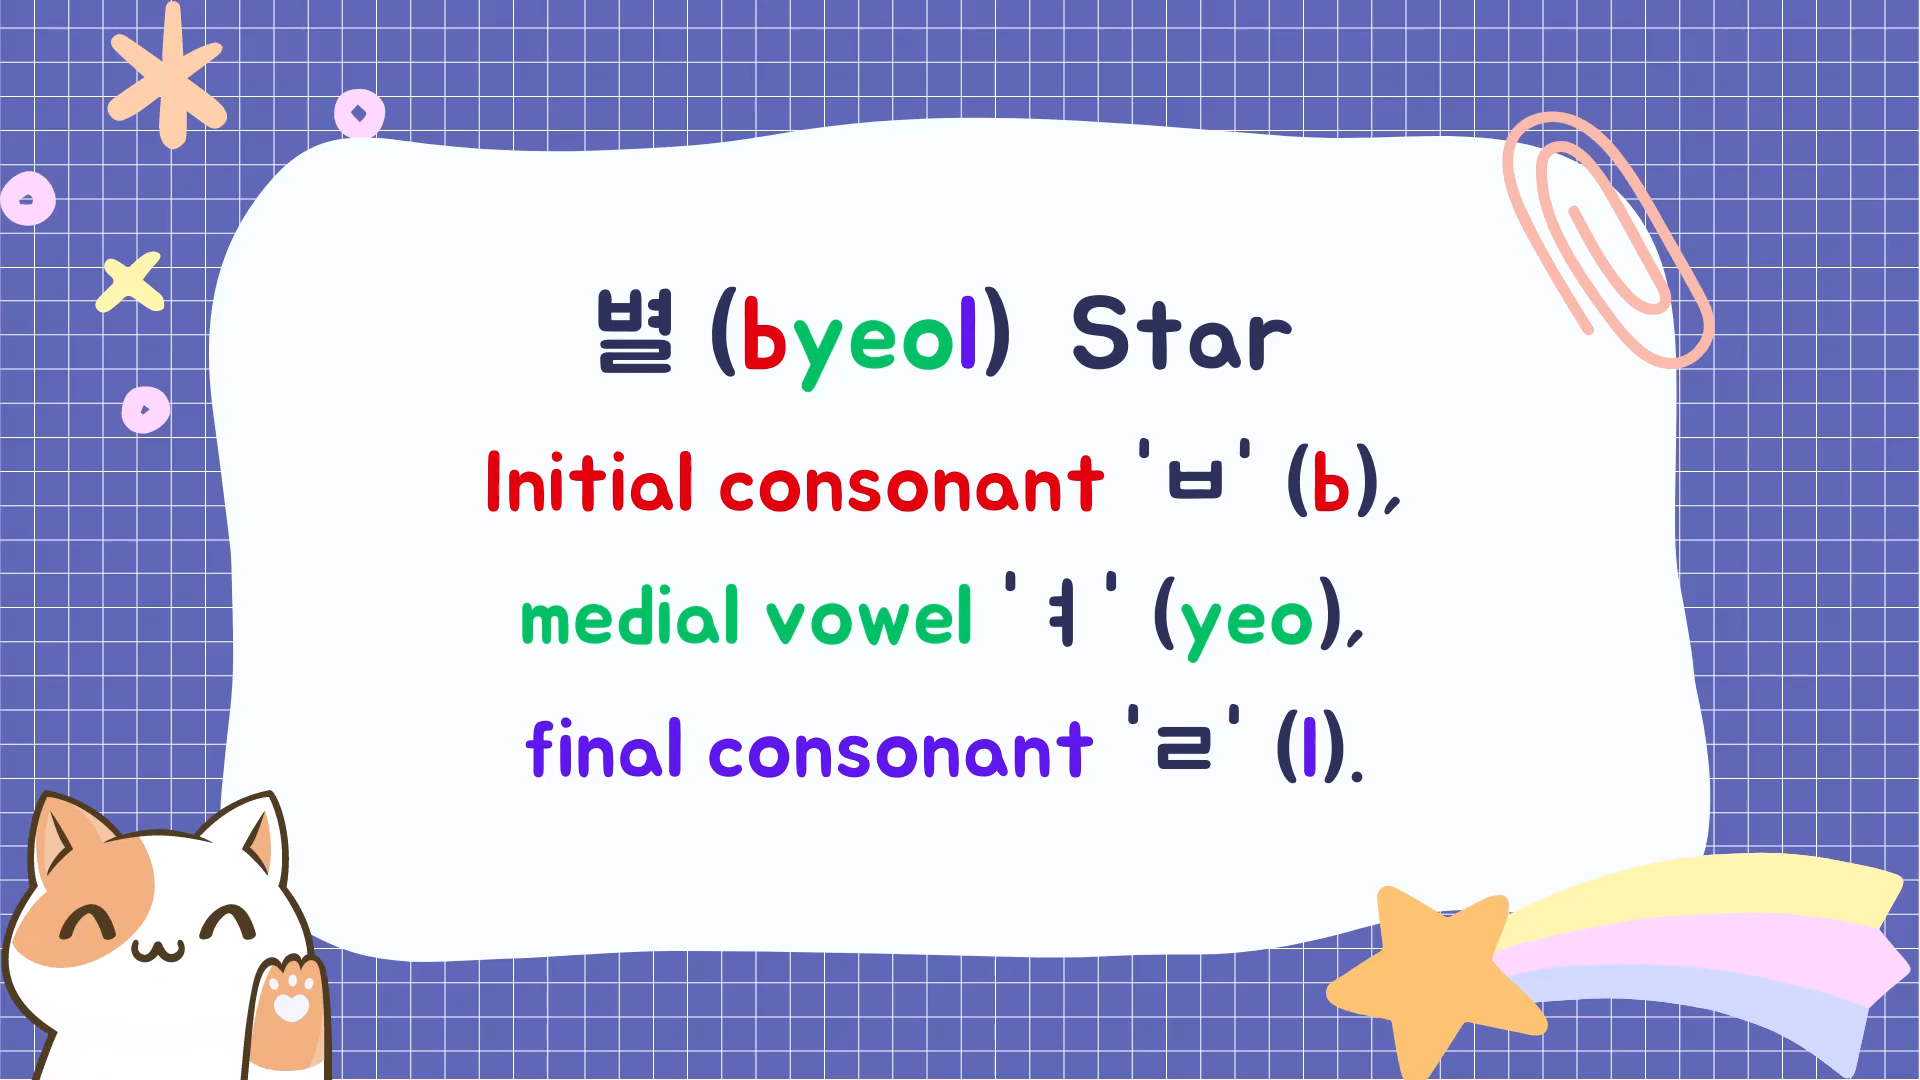 별 (byeol) Star
Initial consonant 'ㅂ' (b),
medial vowel 'ㅕ' (yeo),
final consonant 'ㄹ' (l).